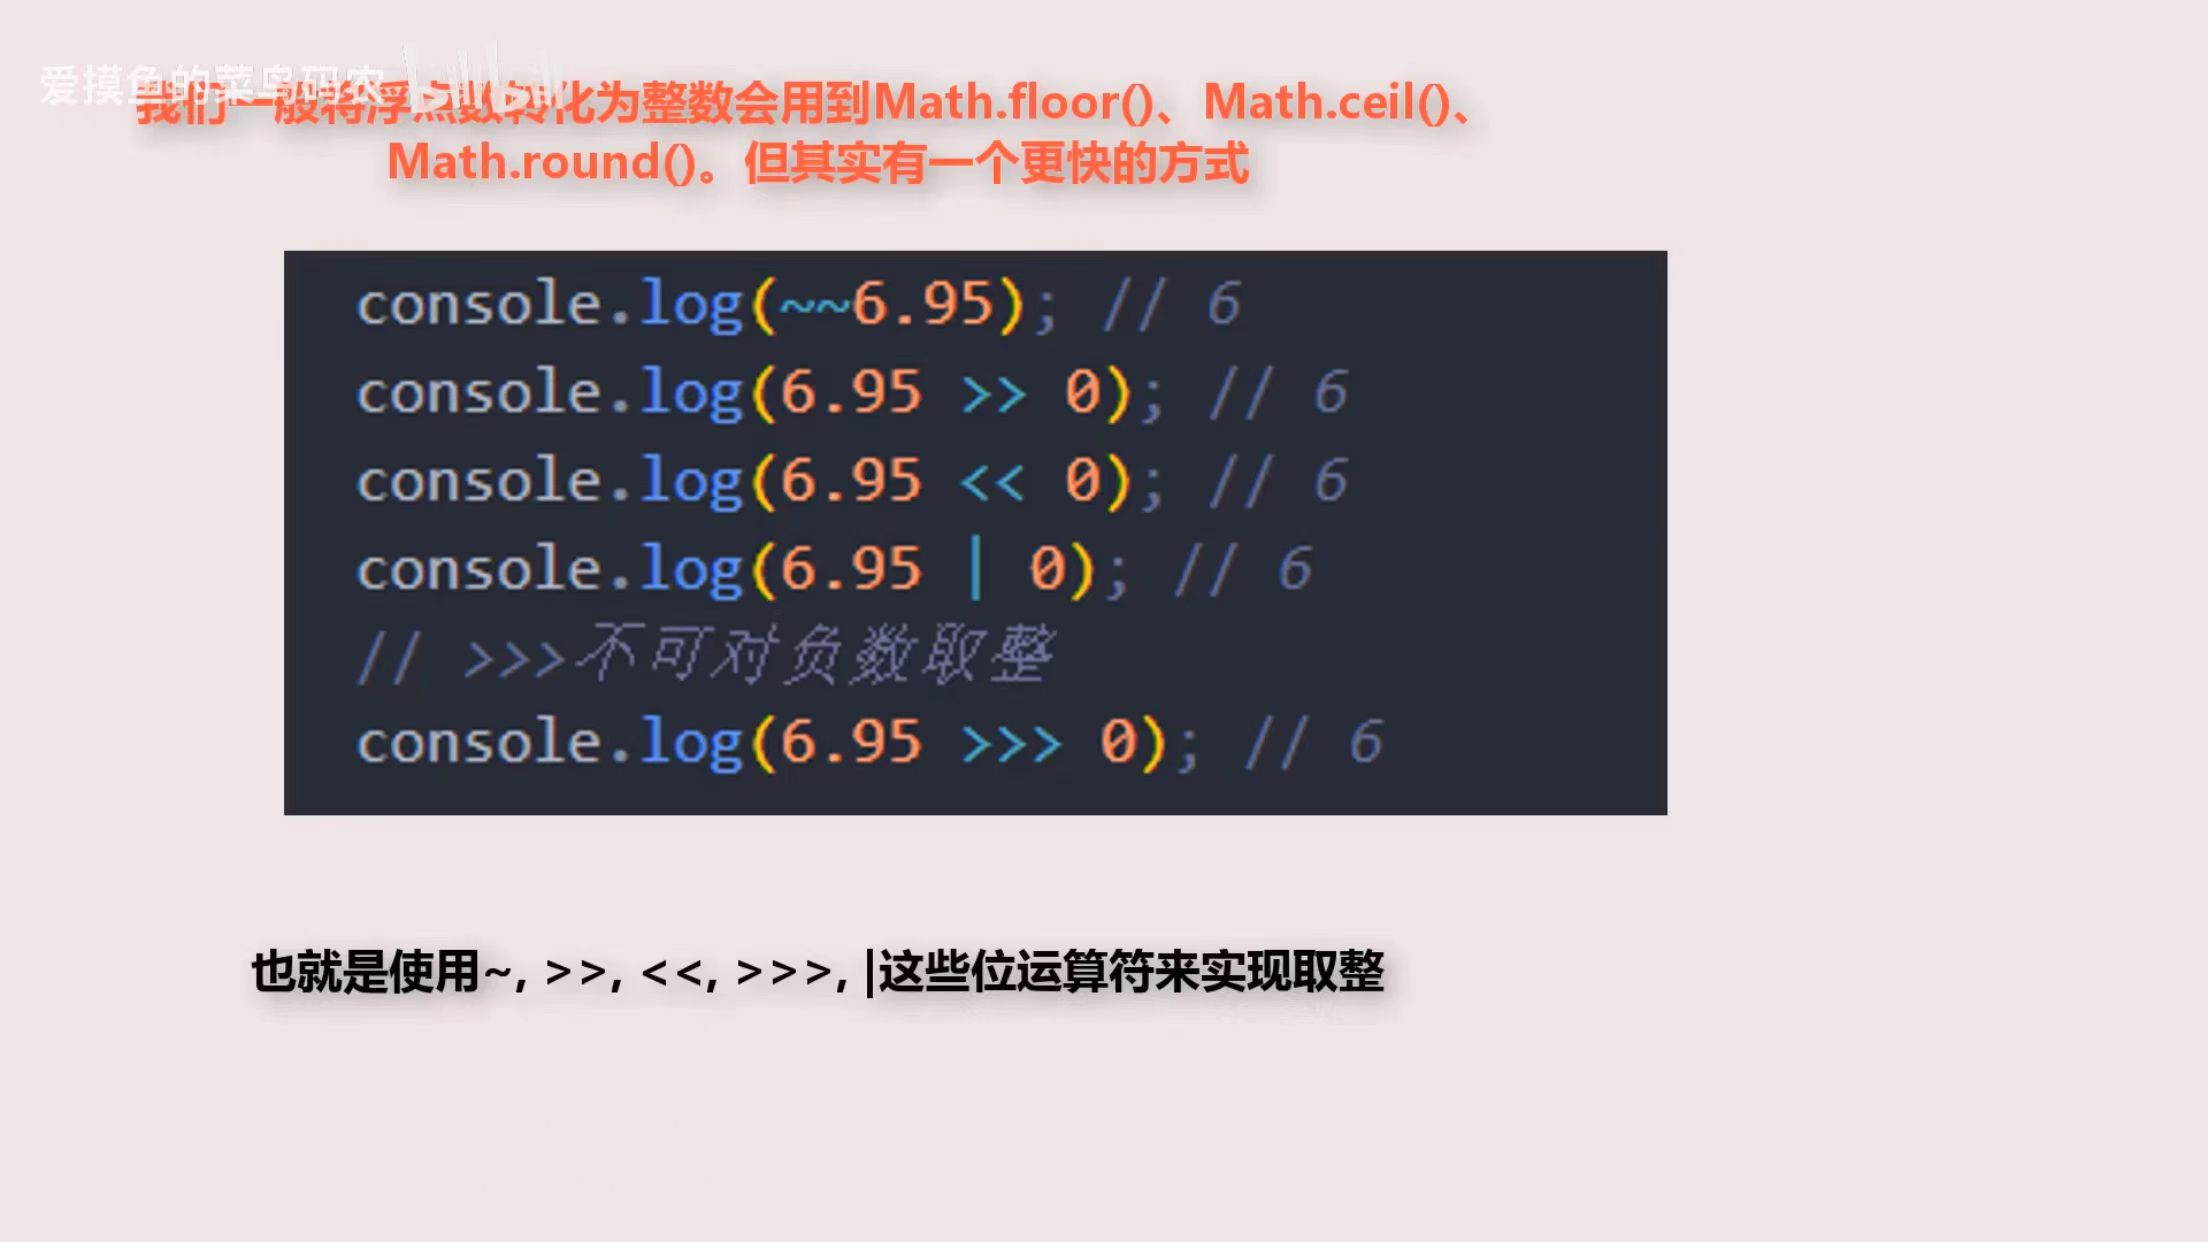 爱摸鱼的菜鸟码农
我们一般将浮点数转化为整数会用到Math.floor()、Math.ceil()、
Math.round()。但其实有一个更快的方式
console.log(~~6.95); // 6
console.log(6.95 >> 0); // 6
console.log(6.95 << 0); // 6
console.log(6.95 | 0); // 6
// >>>不可对负数取整
console.log(6.95 >>> 0); // 6
也就是使用~, >>, <<, >>>, |这些位运算符来实现取整